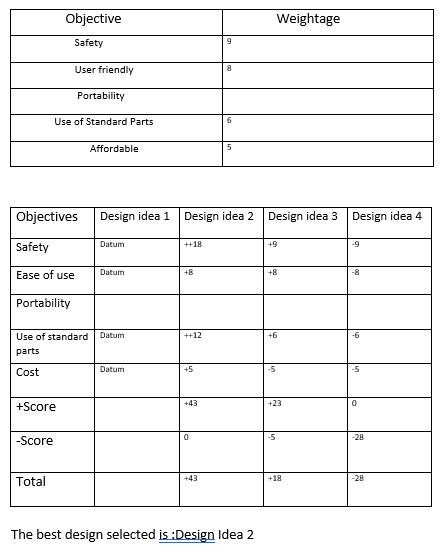 Objective Weightage
Safety 9
User friendly 8
Portability
Use of Standard Parts 6
Affordable 5
Objectives Design idea 1 Design idea 2 Design idea 3 Design idea 4
Safety Datum ++18 +9 -9
Ease of use Datum +8 +8 -8
Portability
Use of standard Datum ++12 +6 -6
parts
Cost Datum +5 -5 -5
+Score +43 +23 0
-Score 0 -5 -28
Total +43 +18 -28
The best design selected is :Design Idea 2